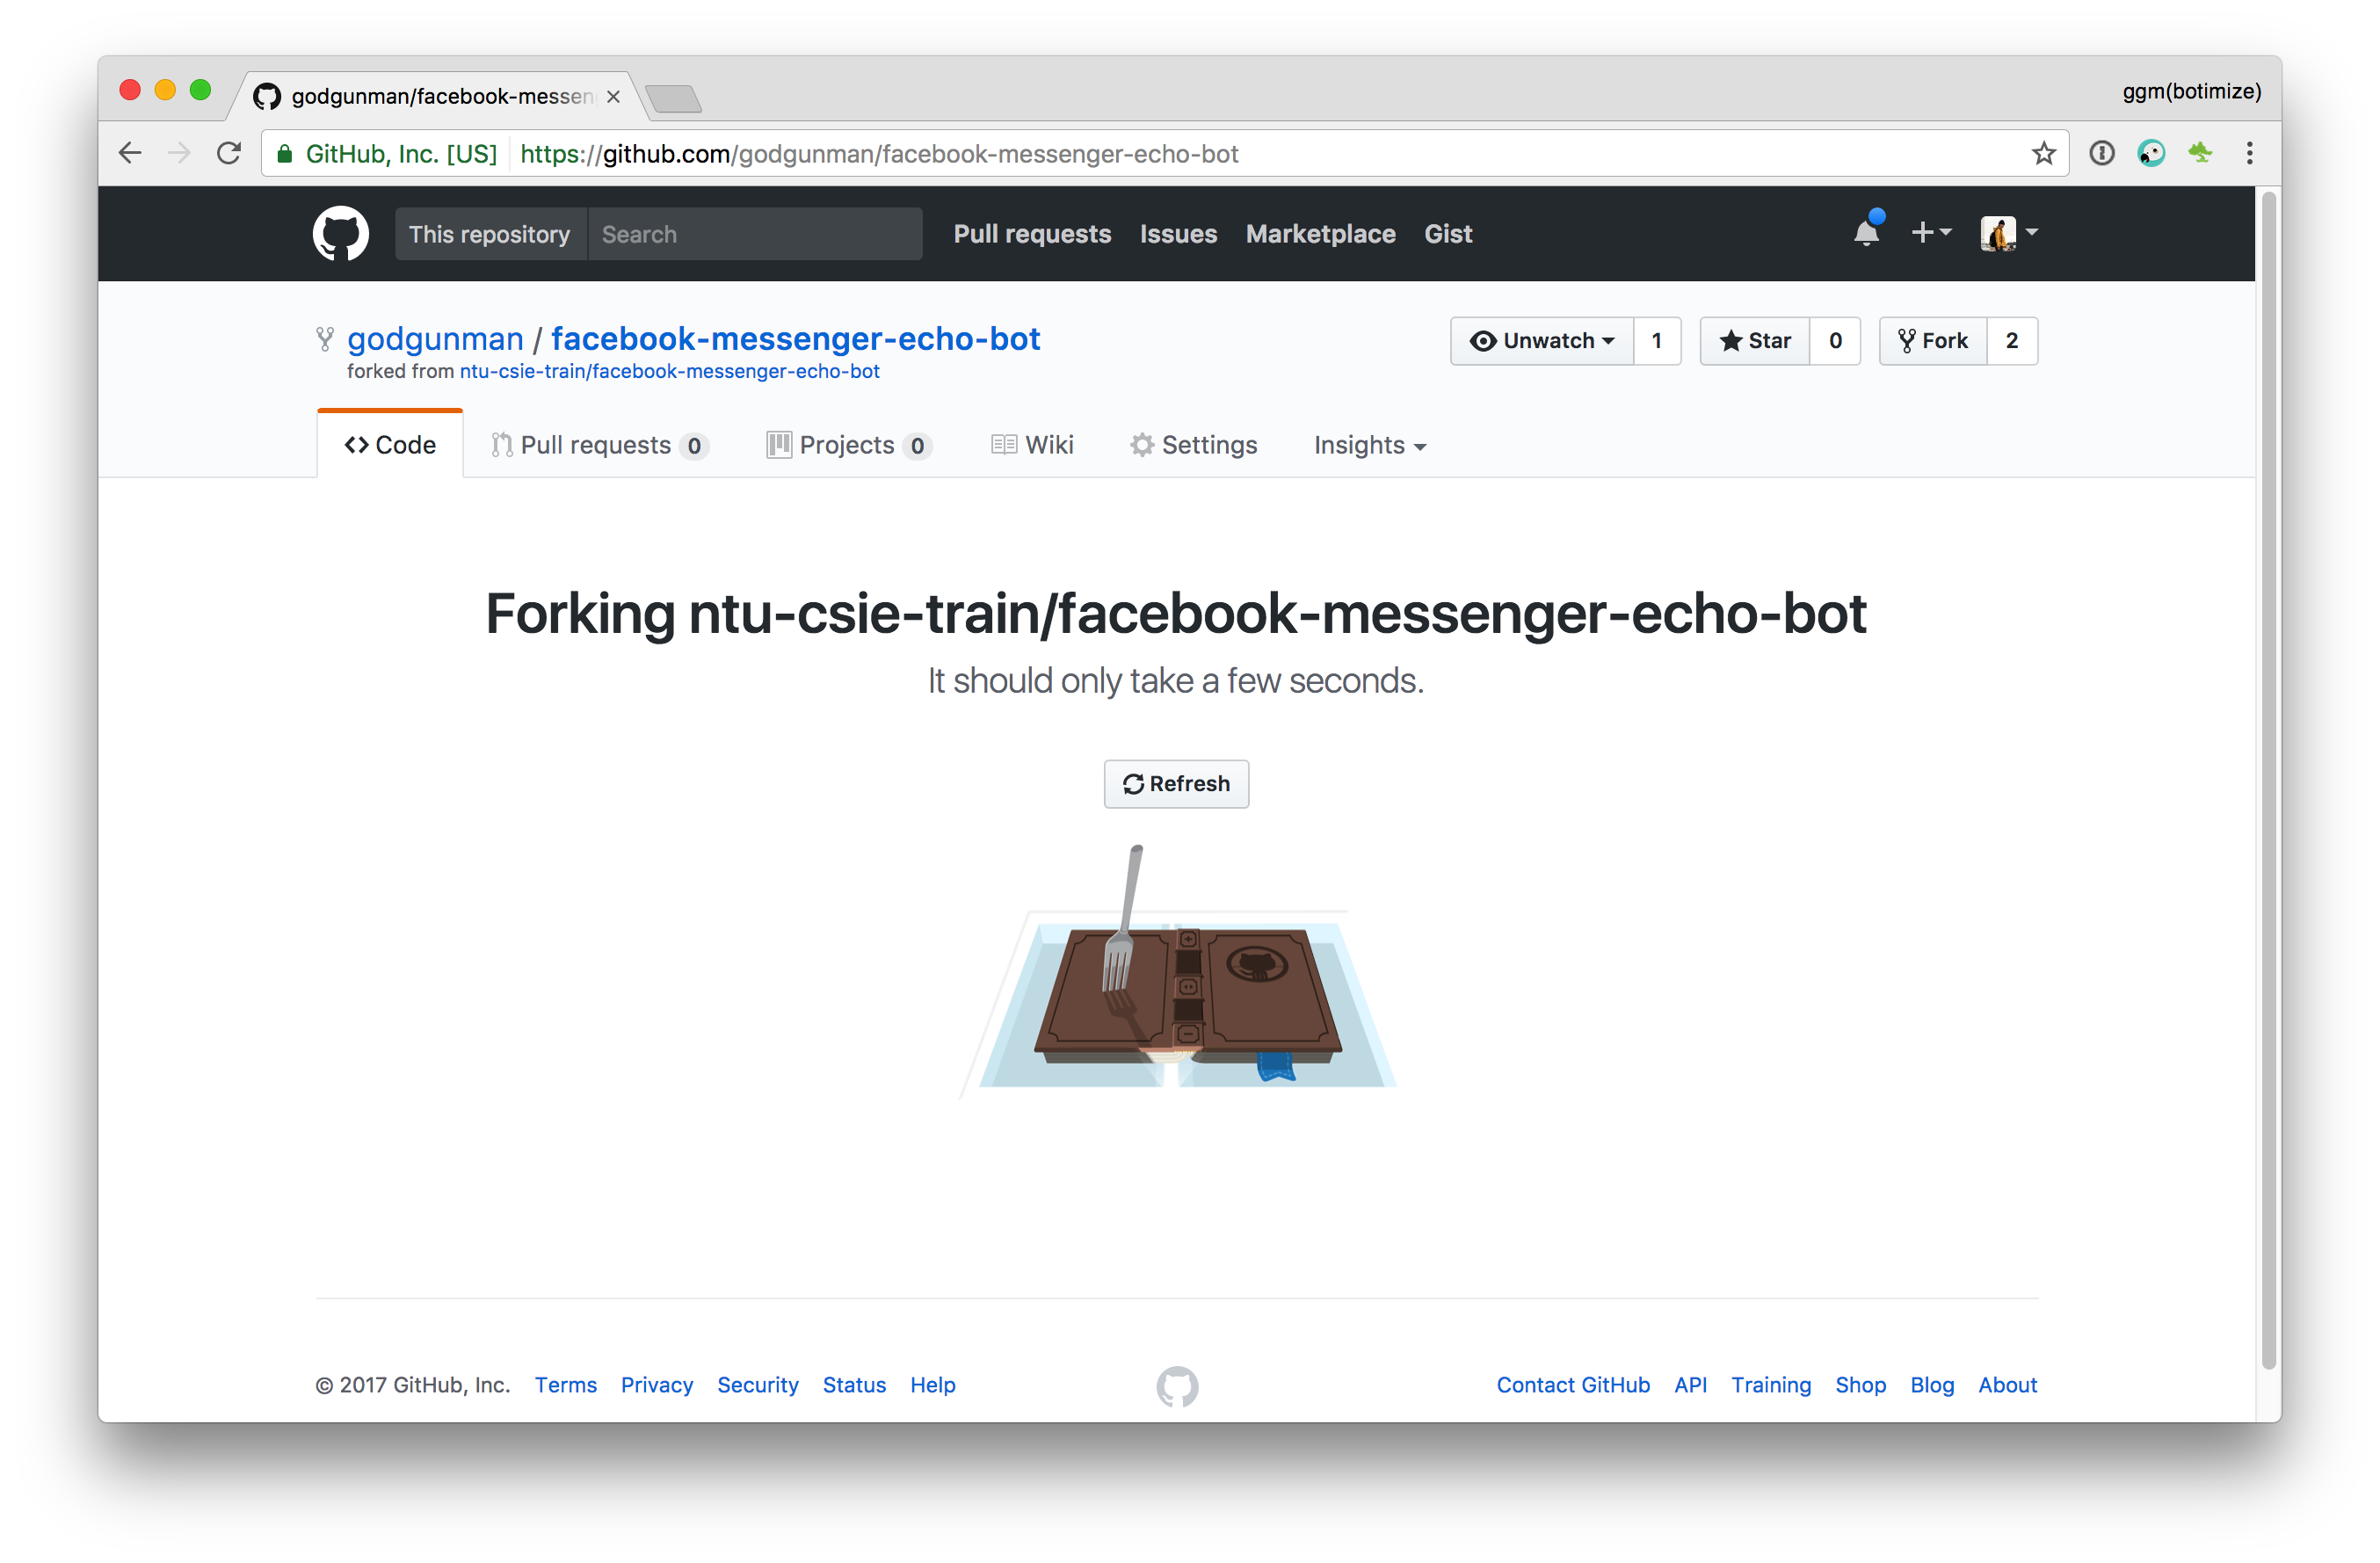 godgunman/facebook-messen
ggm(botimize)
GitHub, Inc. [US] https://github.com/godgunman/facebook-messenger-echo-bot
This repository Search Pull requests Issues Marketplace Gist
godgunman / facebook-messenger-echo-bot
Unwatch 1 Star 0 Fork 2
forked from ntu-csie-train/facebook-messenger-echo-bot
Code Pull requests 0 Projects 0 Wiki Settings Insights
Forking ntu-csie-train/facebook-messenger-echo-bot
It should only take a few seconds.
Refresh
© 2017 GitHub, Inc. Terms Privacy Security Status Help Contact GitHub API Training Shop Blog About